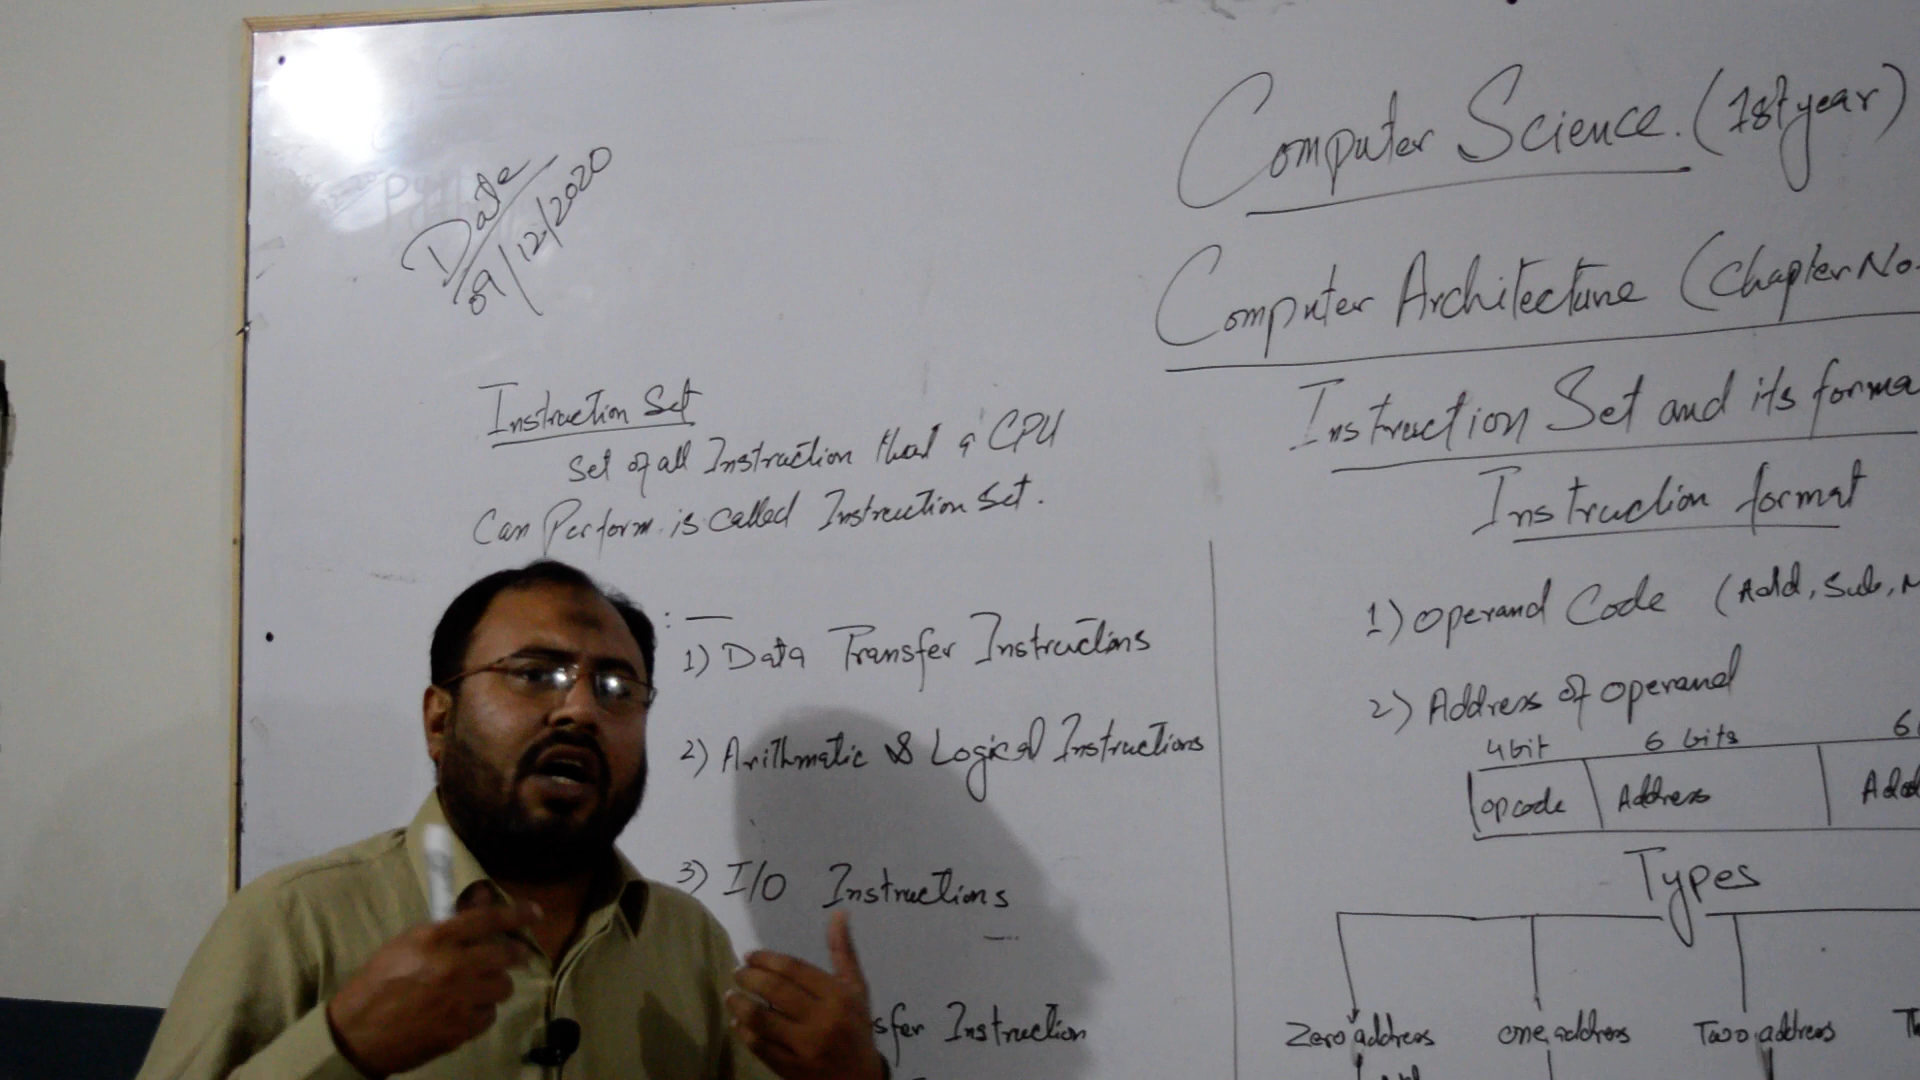 Date
09/12/2020
Instruction Set
Set of all Instruction that a CPU
Can Perform is called Instruction Set.
: —
1) Data Transfer Instructions
2) Arithmatic & Logical Instructions
3) I/O Instructions
sfer Instruction
Computer Science. (1st year)
Computer Architecture (Chapter No.
Instruction Set and its forma
Instruction format
1) Operand Code (Add, Sub, M
2) Address of operand
4bit 6 bits 6
opcode Address Add
Types
Zero address one address Two address Th